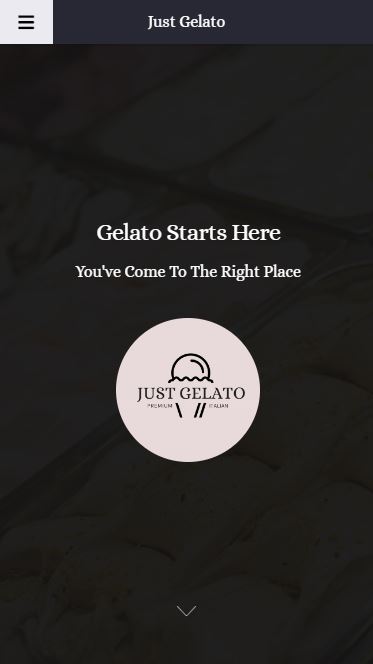 Just Gelato
Gelato Starts Here
You've Come To The Right Place
JUST GELATO
PREMIUM ITALIAN